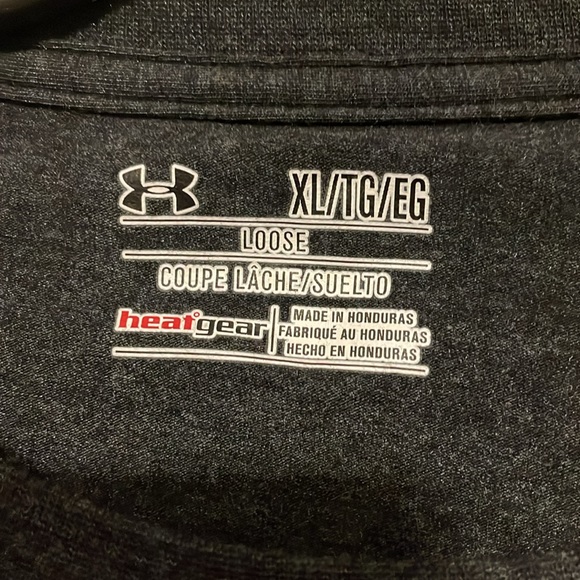 XL/TG/EG
LOOSE
COUPE LÂCHE/SUELTO
heatgear
MADE IN HONDURAS
FABRIQUÉ AU HONDURAS
HECHO EN HONDURAS